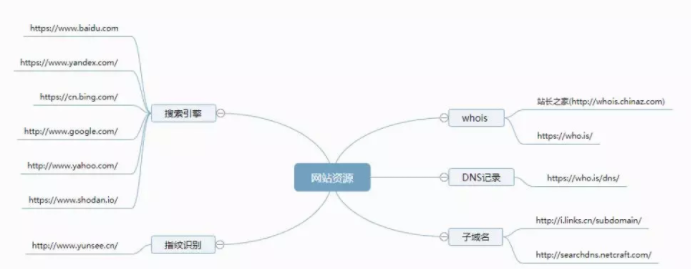 https://www.baidu.com
https://www.yandex.com/
https://cn.bing.com/
http://www.google.com/
http://www.yahoo.com/
https://www.shodan.io/
搜索引擎
http://www.yunsee.cn/
指纹识别
网站资源
whois
站长之家(http://whois.chinaz.com)
https://who.is/
DNS记录
https://who.is/dns/
子域名
http://i.links.cn/subdomain/
http://searchdns.netcraft.com/